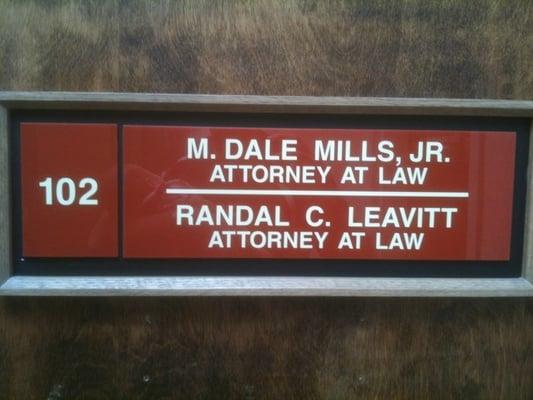 102
M. DALE MILLS, JR.
ATTORNEY AT LAW
RANDAL C. LEAVITT
ATTORNEY AT LAW